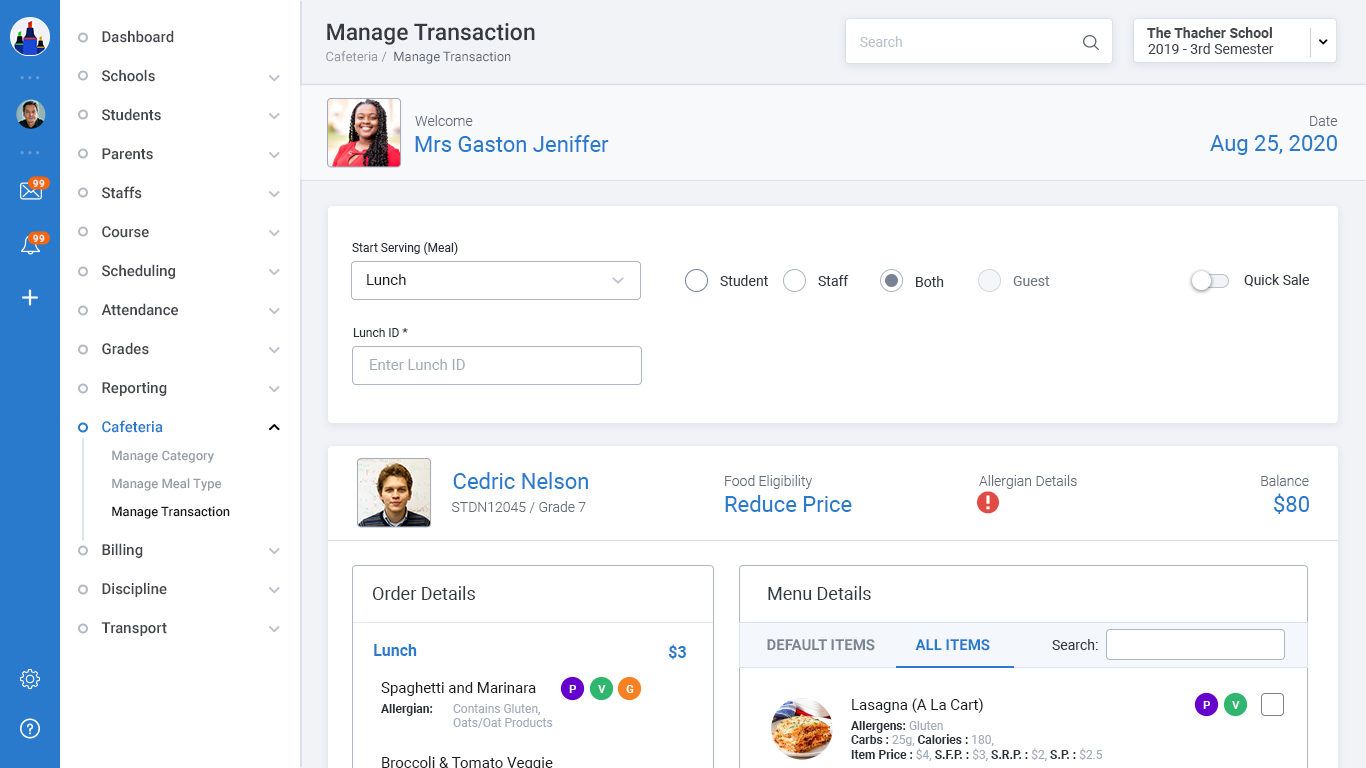 Manage Transaction
Cafeteria / Manage Transaction
Search
The Thacher School
2019 - 3rd Semester
99
99
Dashboard
Schools
Students
Parents
Staffs
Course
Scheduling
Attendance
Grades
Reporting
Cafeteria
Manage Category
Manage Meal Type
Manage Transaction
Billing
Discipline
Transport
Welcome
Mrs Gaston Jeniffer
Date
Aug 25, 2020
Start Serving (Meal)
Lunch
Student Staff Both Guest
Quick Sale
Lunch ID *
Enter Lunch ID
Cedric Nelson
STDN12045 / Grade 7
Food Eligibility
Reduce Price
Allergian Details
Balance
$80
Order Details
Lunch $3
Spaghetti and Marinara P V G
Allergian: Contains Gluten,
Oats/Oat Products
Broccoli & Tomato Veggie
Menu Details
DEFAULT ITEMS ALL ITEMS Search:
Lasagna (A La Cart) P V
Allergens: Gluten
Carbs : 25g, Calories : 180,
Item Price : $4, S.F.P. : $3, S.R.P. : $2, S.P. : $2.5